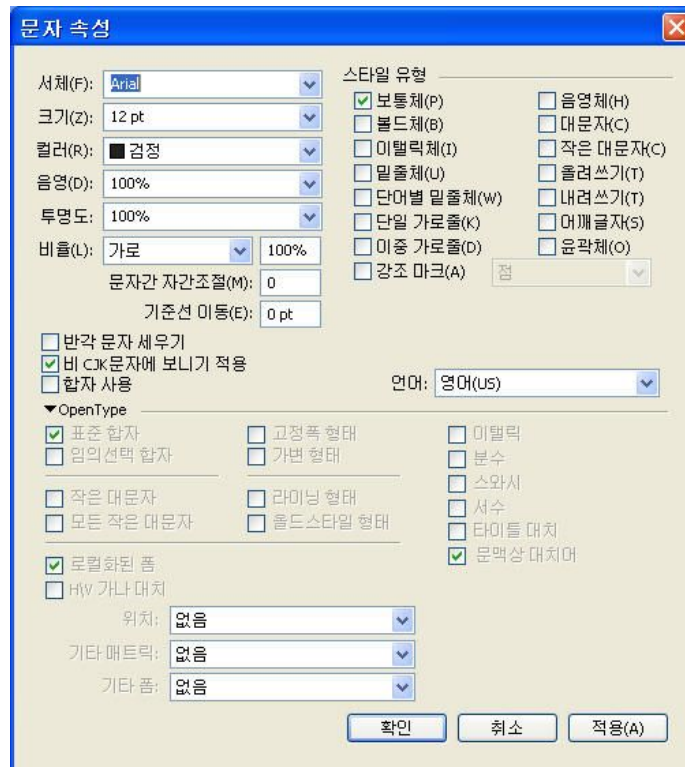 문자 속성
서체(F): Arial
크기(Z): 12 pt
컬러(R): 검정
음영(D): 100%
투명도: 100%
비율(L): 가로 100%
문자간 자간조절(M): 0
기준선 이동(E): 0 pt
스타일 유형
보통체(P) 음영체(H)
볼드체(B) 대문자(C)
이탤릭체(I) 작은 대문자(C)
밑줄체(U) 올려쓰기(T)
단어별 밑줄체(W) 내려쓰기(T)
단일 가로줄(K) 어깨글자(S)
이중 가로줄(D) 윤곽체(O)
강조 마크(A) 점
반각 문자 세우기
비 CJK문자에 보니기 적용
합자 사용
언어: 영어(US)
▼OpenType
표준 합자 고정폭 형태 이탤릭
임의선택 합자 가변 형태 분수
스와시
작은 대문자 라이닝 형태 서수
모든 작은 대문자 올드스타일 형태 타이틀 대치
로컬화된 폼 문맥상 대치어
H\V 가나 대치
위치: 없음
기타 매트릭: 없음
기타 폼: 없음
확인 취소 적용(A)